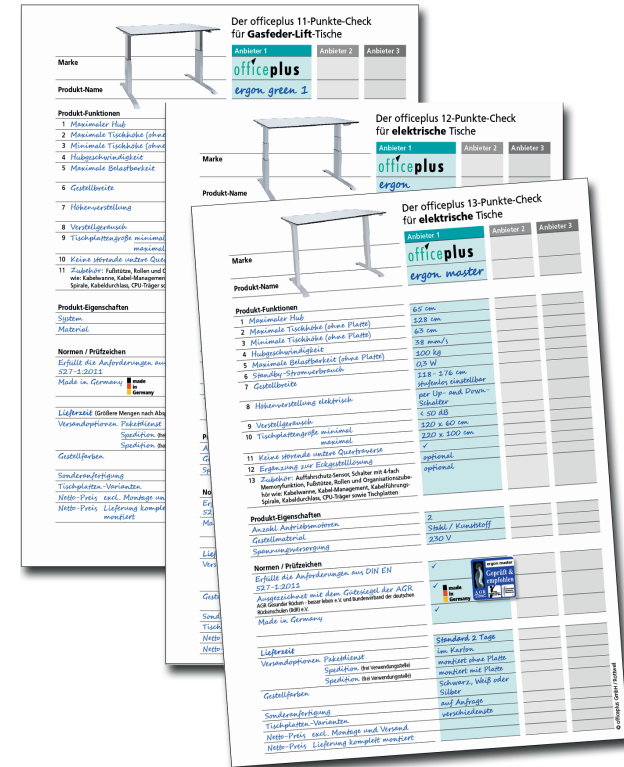 Der officeplus 11-Punkte-Check
für Gasfeder-Lift-Tische
Anbieter 1 Anbieter 2 Anbieter 3
Marke
officeplus
Produkt-Name
ergon green 1
Produkt-Funktionen
1 Maximaler Hub
2 Maximale Tischhöhe (ohne
3 Minimale Tischhöhe (ohne
4 Hubgeschwindigkeit
5 Maximale Belastbarkeit
6 Gestellbreite
7 Höhenverstellung
8 Verstellgeräusch
9 Tischplattengröße minimal
maximal
10 Keine störende untere Quer
11 Zubehör: Fußstütze, Rollen und O
wie: Kabelwanne, Kabel-Management,
Spirale, Kabeldurchlass, CPU-Träger so
Produkt-Eigenschaften
System
Material
Normen / Prüfzeichen
Erfüllt die Anforderungen aus
527-1:2011
Made in Germany
made
in
Germany
Lieferzeit (Größere Mengen nach Abs
Versandoptionen Paketdienst
Spedition (frei
Spedition (frei
Gestellfarben
Sonderanfertigung
Tischplatten-Varianten
Netto-Preis excl. Montage un
Netto-Preis Lieferung komple
montiert
Der officeplus 12-Punkte-Check
für elektrische Tische
Anbieter 1 Anbieter 2 Anbieter 3
Marke
officeplus
Produkt-Name
ergon
Der officeplus 13-Punkte-Check
für elektrische Tische
Anbieter 1 Anbieter 2 Anbieter 3
Marke
officeplus
Produkt-Name
ergon master
Produkt-Funktionen
1 Maximaler Hub 65 cm
2 Maximale Tischhöhe (ohne Platte) 128 cm
3 Minimale Tischhöhe (ohne Platte) 63 cm
4 Hubgeschwindigkeit 38 mm/s
5 Maximale Belastbarkeit (ohne Platte) 100 kg
6 Standby-Stromverbrauch 0,3 W
7 Gestellbreite 118 - 176 cm
stufenlos einstellbar
8 Höhenverstellung elektrisch per Up- and Down-
Schalter
9 Verstellgeräusch < 50 dB
10 Tischplattengröße minimal 120 x 60 cm
maximal 220 x 100 cm
11 Keine störende untere Quertraverse ✓
12 Ergänzung zur Eckgestelllösung optional
13 Zubehör: Auffahrschutz-Sensor, Schalter mit 4-fach optional
Memoryfunktion, Fußstütze, Rollen und Organisationszube-
hör wie: Kabelwanne, Kabel-Management, Kabelführungs-
Spirale, Kabeldurchlass, CPU-Träger sowie Tischplatten
Produkt-Eigenschaften
Anzahl Antriebsmotoren 2
Gestellmaterial Stahl / Kunststoff
Spannungsversorgung 230 V
Normen / Prüfzeichen
Erfüllt die Anforderungen aus DIN EN ✓
527-1:2011
Ausgezeichnet mit dem Gütesiegel der AGR ✓
AGR Gesunder Rücken - besser leben e.V. und Bundesverband der deutschen
Rückenschulen (BdR) e.V.
made
in
Germany
ergon master
Geprüft &
empfohlen
AGR
Made in Germany ✓
Lieferzeit Standard 2 Tage
Versandoptionen Paketdienst im Karton
Spedition (frei Verwendungsstelle) montiert ohne Platte
Spedition (frei Verwendungsstelle) montiert mit Platte
Gestellfarben Schwarz, Weiß oder
Silber
Sonderanfertigung auf Anfrage
Tischplatten-Varianten verschiedenste
Netto-Preis excl. Montage und Versand
Netto-Preis Lieferung komplett montiert
© officeplus GmbH / Rottweil